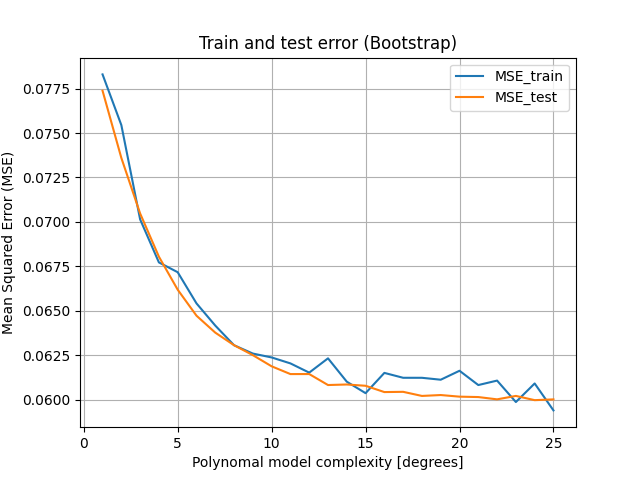 Train and test error (Bootstrap)
MSE_train
MSE_test
Mean Squared Error (MSE)
0.0775
0.0750
0.0725
0.0700
0.0675
0.0650
0.0625
0.0600
0 5 10 15 20 25
Polynomal model complexity [degrees]